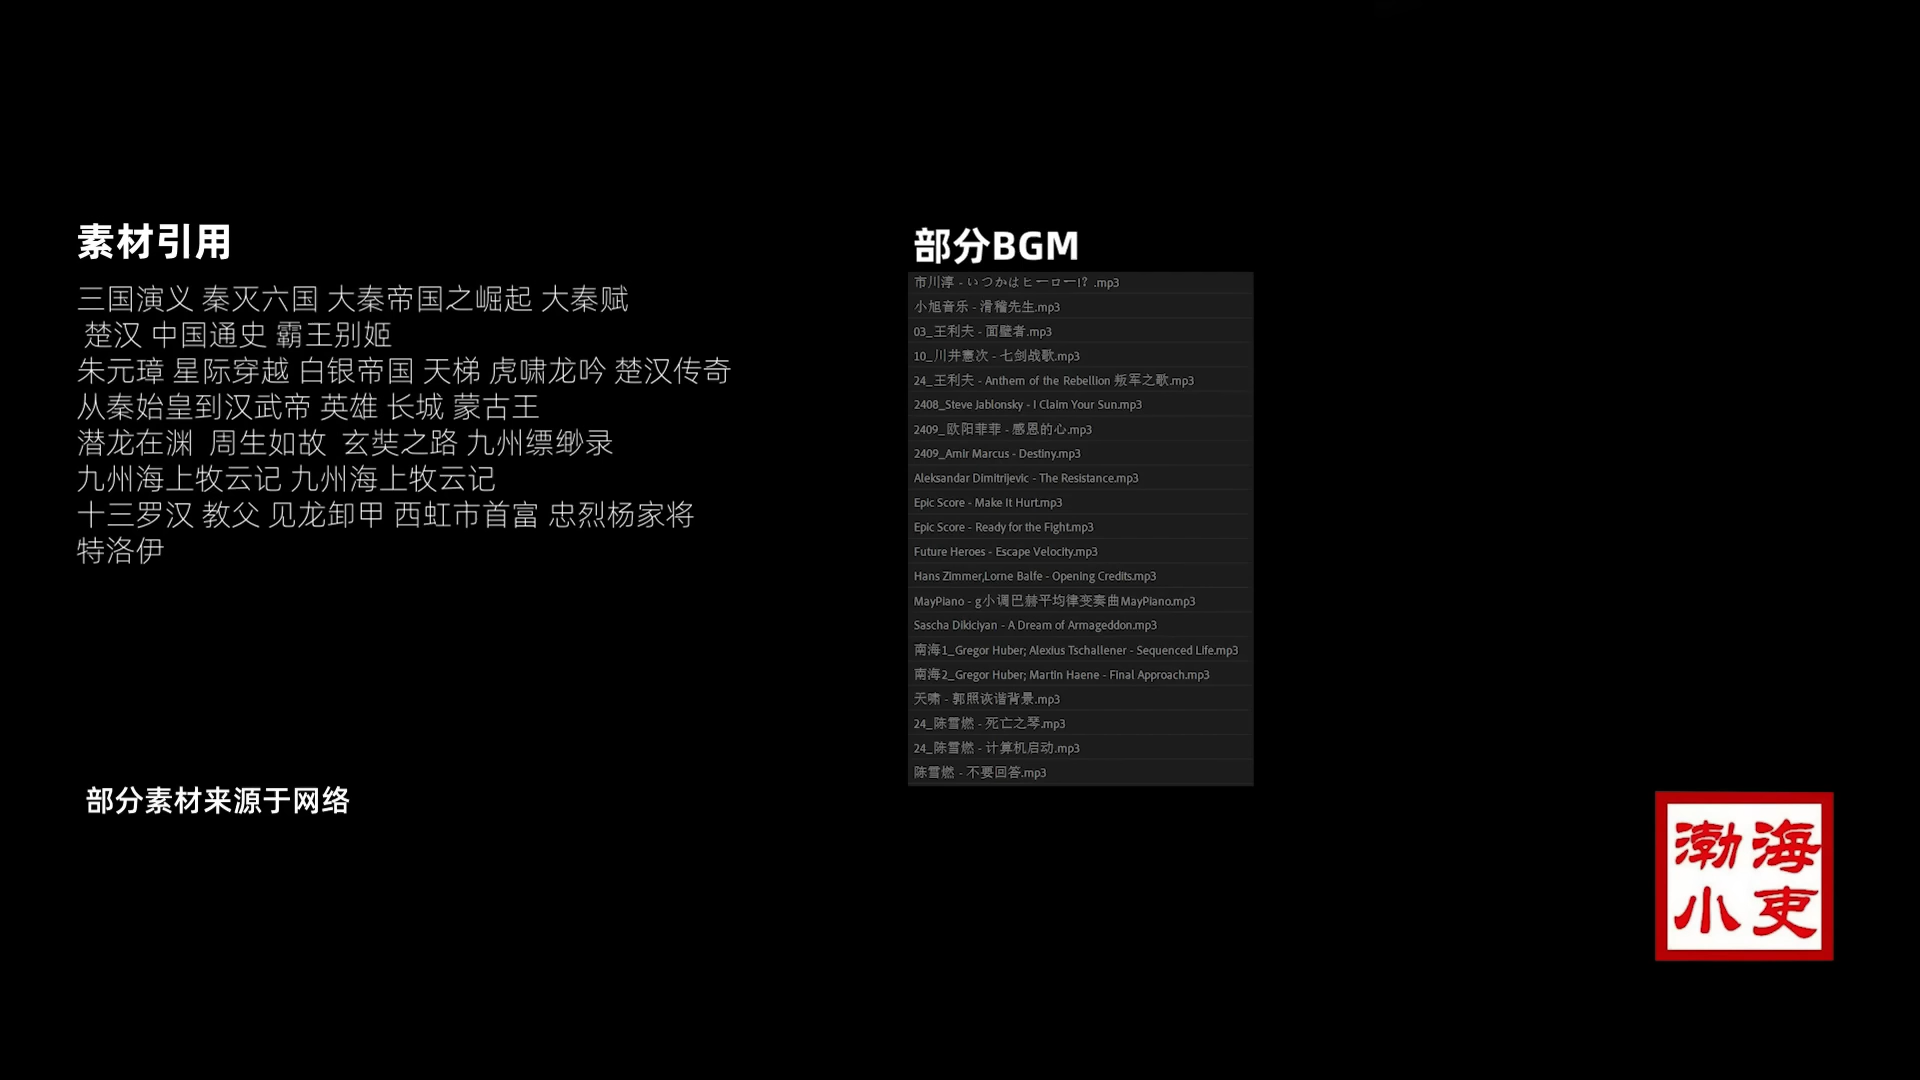 素材引用
三国演义 秦灭六国 大秦帝国之崛起 大秦赋
楚汉 中国通史 霸王别姬
朱元璋 星际穿越 白银帝国 天梯 虎啸龙吟 楚汉传奇
从秦始皇到汉武帝 英雄 长城 蒙古王
潜龙在渊 周生如故 玄奘之路 九州缥缈录
九州海上牧云记 九州海上牧云记
十三罗汉 教父 见龙卸甲 西虹市首富 忠烈杨家将
特洛伊
部分素材来源于网络
部分BGM
市川淳 - いつかはヒーロー!？.mp3
小旭音乐 - 滑稽先生.mp3
03_王利夫 - 面壁者.mp3
10_川井憲次 - 七剑战歌.mp3
24_王利夫 - Anthem of the Rebellion 叛军之歌.mp3
2408_Steve Jablonsky - I Claim Your Sun.mp3
2409_欧阳菲菲 - 感恩的心.mp3
2409_Amir Marcus - Destiny.mp3
Aleksandar Dimitrijevic - The Resistance.mp3
Epic Score - Make It Hurt.mp3
Epic Score - Ready for the Fight.mp3
Future Heroes - Escape Velocity.mp3
Hans Zimmer,Lorne Balfe - Opening Credits.mp3
MayPiano - g小调巴赫平均律变奏曲MayPiano.mp3
Sascha Dikiciyan - A Dream of Armageddon.mp3
南海1_Gregor Huber; Alexius Tschallener - Sequenced Life.mp3
南海2_Gregor Huber; Martin Haene - Final Approach.mp3
天啸 - 郭照诙谐背景.mp3
24_陈雪燃 - 死亡之琴.mp3
24_陈雪燃 - 计算机启动.mp3
陈雪燃 - 不要回答.mp3
渤海
小吏